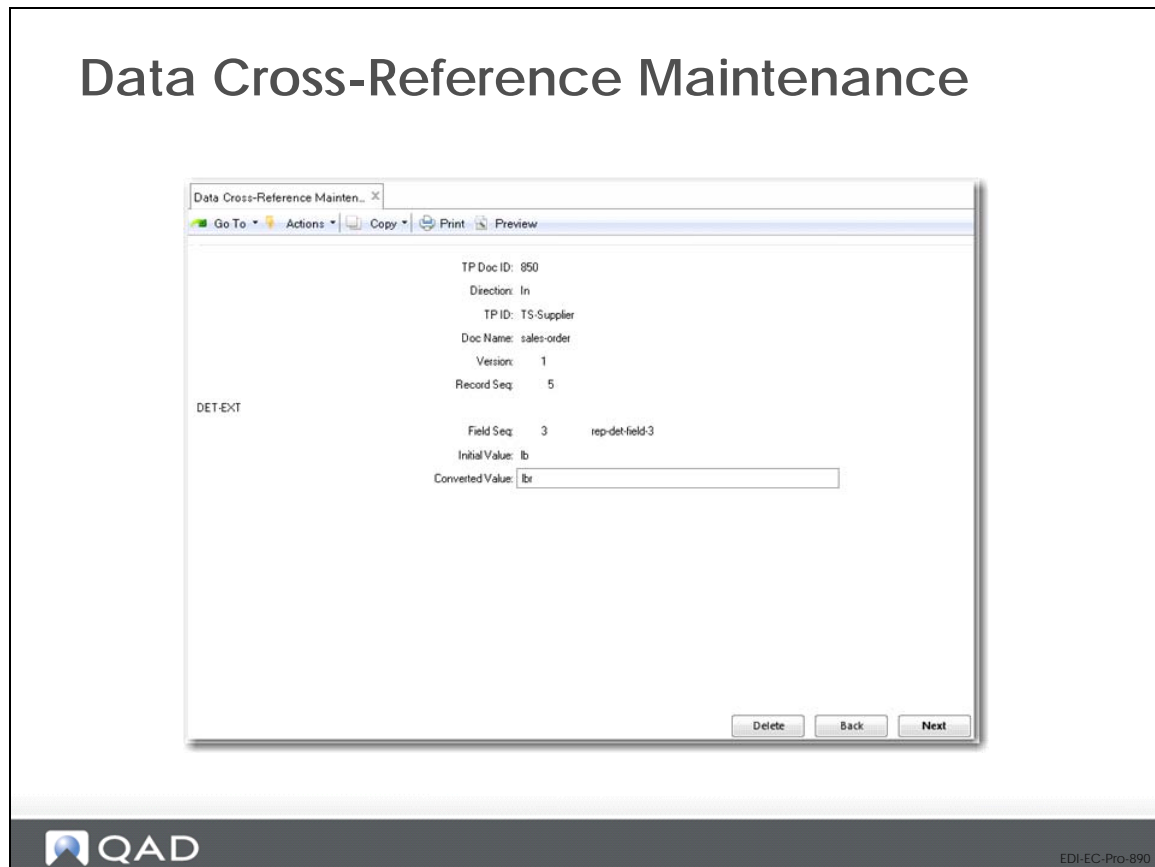 Data Cross-Reference Maintenance
Data Cross-Reference Mainten... X
Go To Actions Copy Print Preview
TP Doc ID: 850
Direction: In
TP ID: TS-Supplier
Doc Name: sales-order
Version: 1
Record Seq: 5
DET-EXT
Field Seq: 3 rep-det-field-3
Initial Value: lb
Converted Value: lbr
Delete Back Next
QAD
EDI-EC-Pro-890